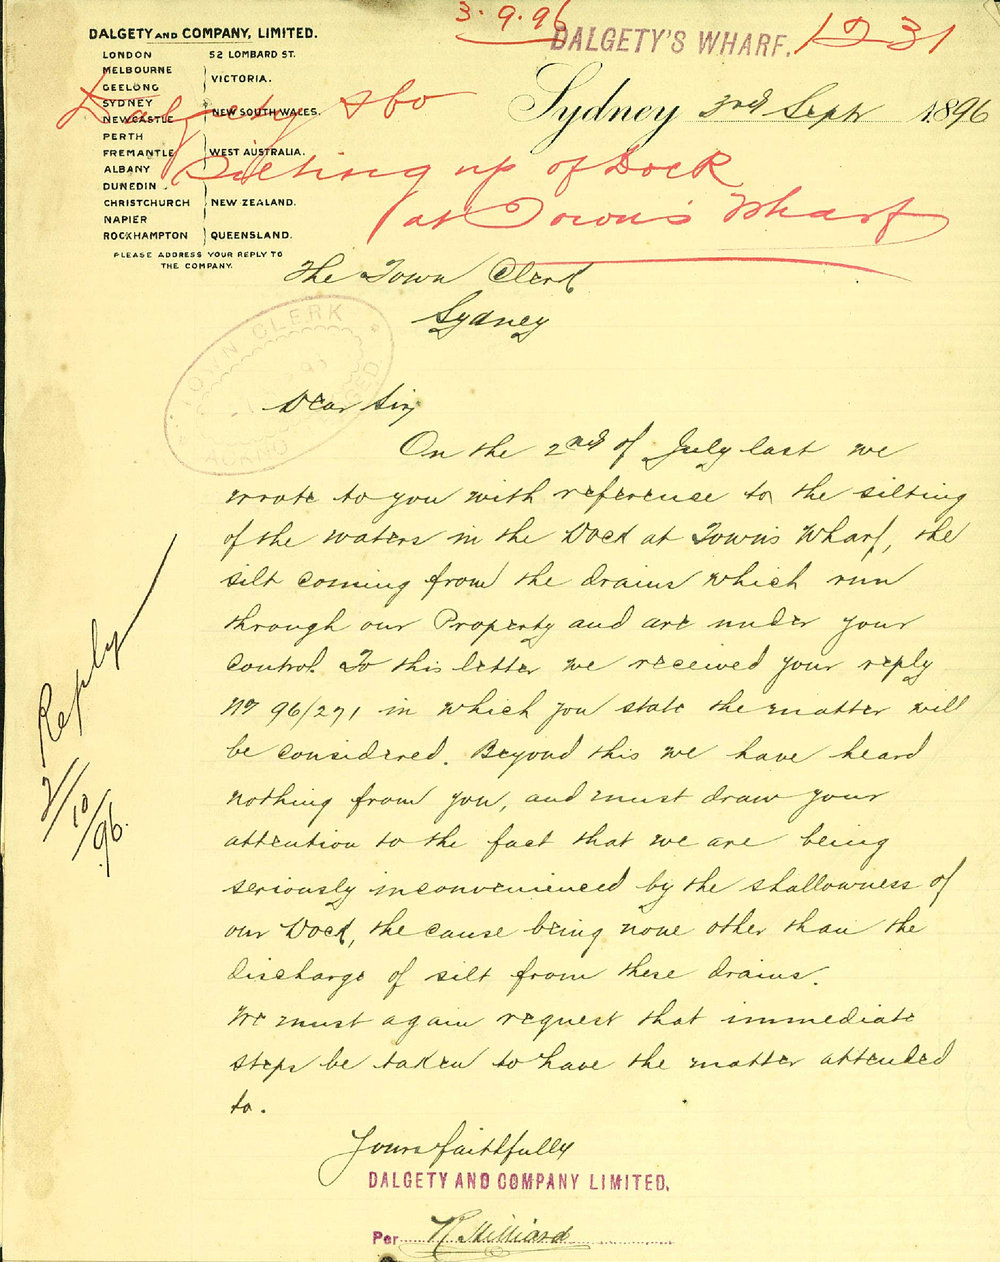 3.9.96
DALGETY'S WHARF.
1231
DALGETY AND COMPANY, LIMITED.
LONDON 52 LOMBARD ST.
MELBOURNE
GEELONG
VICTORIA.
SYDNEY
NEWCASTLE
NEW SOUTH WALES.
PERTH
FREMANTLE
ALBANY
WEST AUSTRALIA.
DUNEDIN
CHRISTCHURCH
NAPIER
NEW ZEALAND.
ROCKHAMPTON QUEENSLAND.
PLEASE ADDRESS YOUR REPLY TO
THE COMPANY.
Sydney 3rd Sept 1896
Dalgety & Co
Silting up of Dock
at Town's Wharf
The Town Clerk
Sydney
TOWN CLERK
ACKNOWLEDGED
Dear Sir,
On the 2nd of July last we
wrote to you with reference to the silting
of the waters in the Dock at Town's Wharf, the
silt coming from the drains which run
through our Property and are under your
control. To this letter we received your reply
No 96/271 in which you state the matter will
be considered. Beyond this we have heard
nothing from you, and must draw your
attention to the fact that we are being
seriously inconvenienced by the shallowness of
our Dock, the cause being none other than the
discharge of silt from these drains.
We must again request that immediate
steps be taken to have the matter attended
to.
Yours faithfully
DALGETY AND COMPANY LIMITED.
Per
Milliard
Reply
2/10/96.